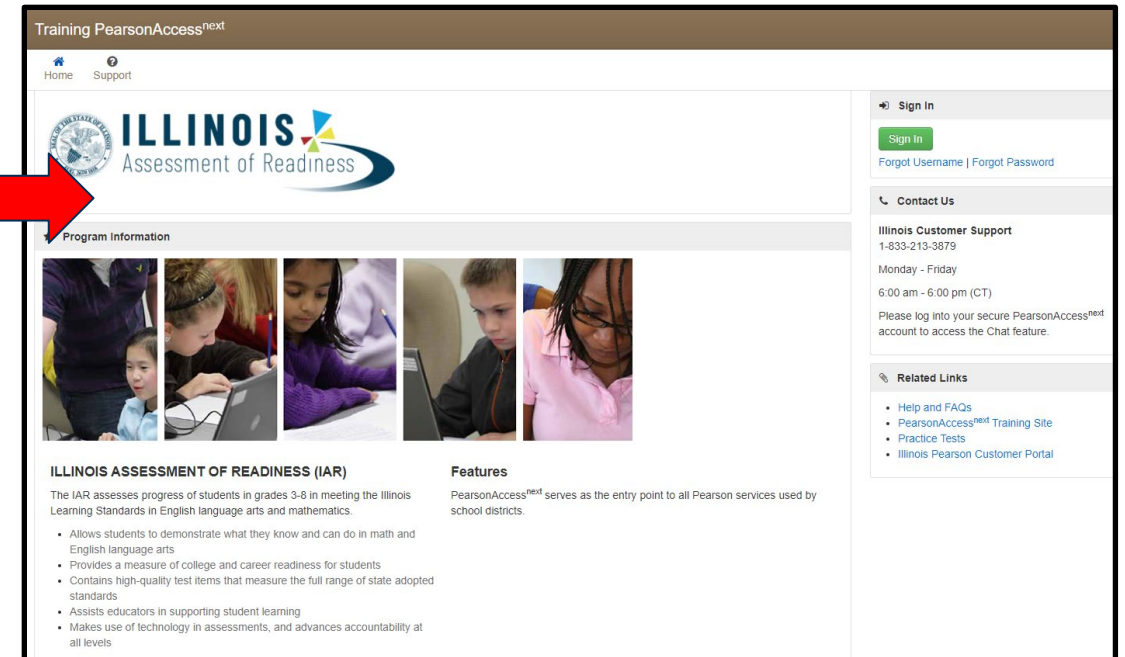 Training PearsonAccessnext
Home Support
ILLINOIS
Assessment of Readiness
Program Information
ILLINOIS ASSESSMENT OF READINESS (IAR)
The IAR assesses progress of students in grades 3-8 in meeting the Illinois
Learning Standards in English language arts and mathematics.
• Allows students to demonstrate what they know and can do in math and
English language arts
• Provides a measure of college and career readiness for students
• Contains high-quality test items that measure the full range of state adopted
standards
• Assists educators in supporting student learning
• Makes use of technology in assessments, and advances accountability at
all levels
Features
PearsonAccessnext serves as the entry point to all Pearson services used by
school districts.
Sign In
Sign In
Forgot Username | Forgot Password
Contact Us
Illinois Customer Support
1-833-213-3879
Monday - Friday
6:00 am - 6:00 pm (CT)
Please log into your secure PearsonAccessnext
account to access the Chat feature.
Related Links
• Help and FAQs
• PearsonAccessnext Training Site
• Practice Tests
• Illinois Pearson Customer Portal